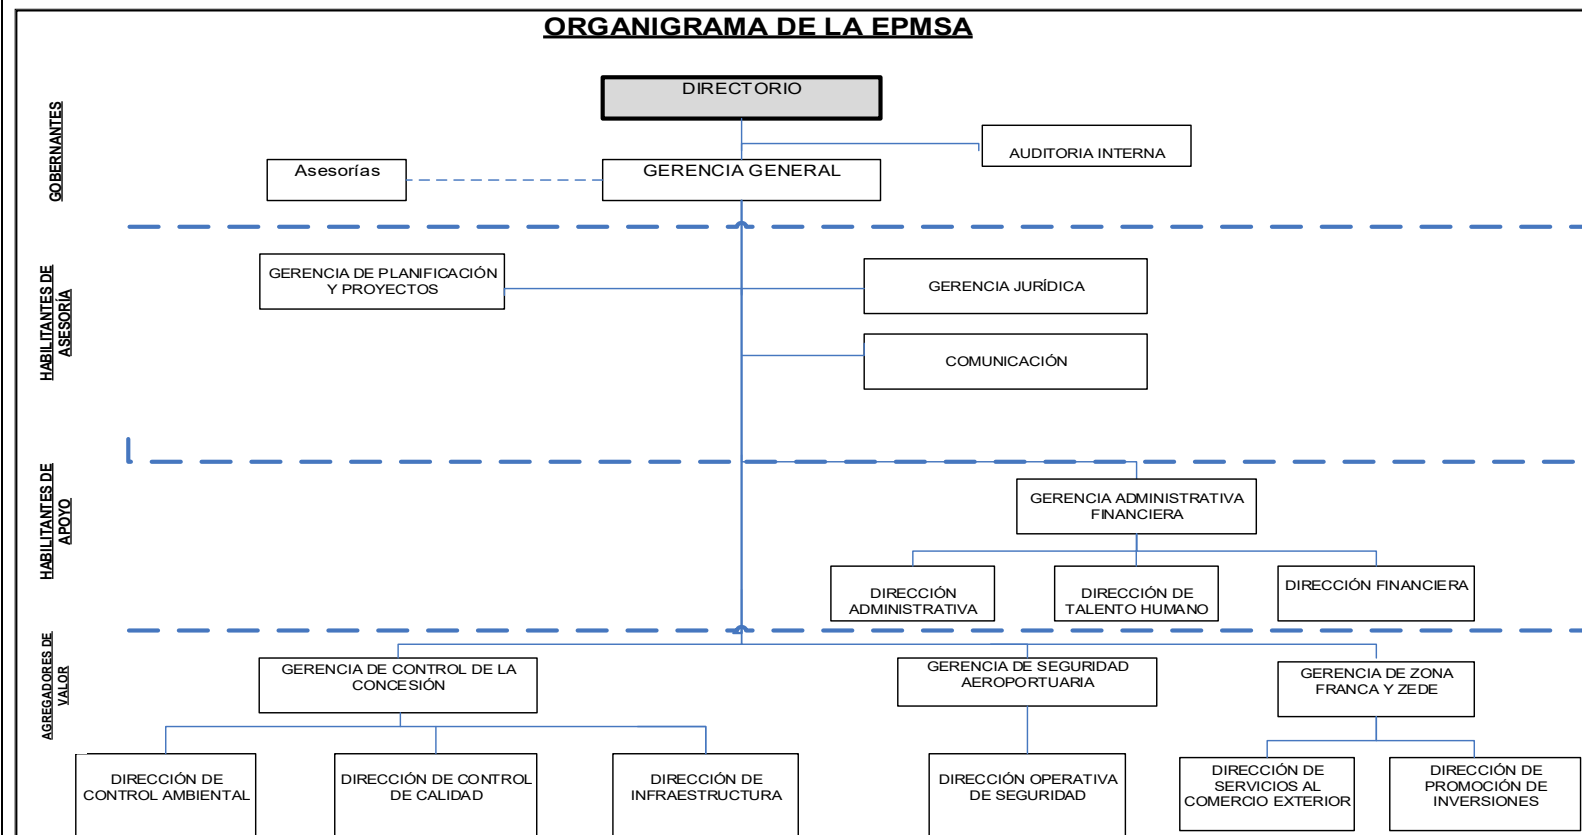 ORGANIGRAMA DE LA EPMSA
GOBERNANTES
DIRECTORIO
AUDITORIA INTERNA
Asesorías
GERENCIA GENERAL
HABILITANTES DE
ASESORÍA
GERENCIA DE PLANIFICACIÓN
Y PROYECTOS
GERENCIA JURÍDICA
COMUNICACIÓN
HABILITANTES DE
APOYO
GERENCIA ADMINISTRATIVA
FINANCIERA
DIRECCIÓN
ADMINISTRATIVA
DIRECCIÓN DE
TALENTO HUMANO
DIRECCIÓN FINANCIERA
AGREGADORES DE
VALOR
GERENCIA DE CONTROL DE LA
CONCESIÓN
GERENCIA DE SEGURIDAD
AEROPORTUARIA
GERENCIA DE ZONA
FRANCA Y ZEDE
DIRECCIÓN DE
CONTROL AMBIENTAL
DIRECCIÓN DE CONTROL
DE CALIDAD
DIRECCIÓN DE
INFRAESTRUCTURA
DIRECCIÓN OPERATIVA
DE SEGURIDAD
DIRECCIÓN DE
SERVICIOS AL
COMERCIO EXTERIOR
DIRECCIÓN DE
PROMOCIÓN DE
INVERSIONES